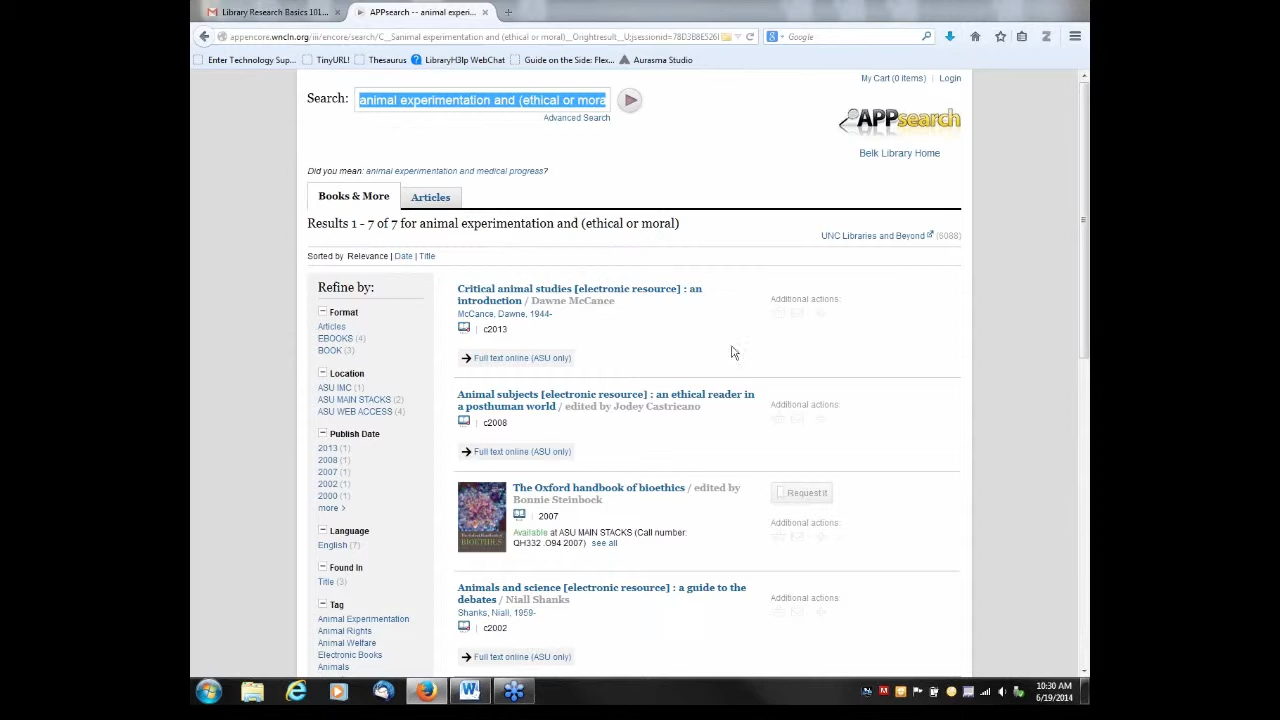 Library Research Basics 101...
APPsearch -- animal experi...
appencore.wncln.org/iii/encore/search/C__Sanimal experimentation and (ethical or moral)__Orightresult__U;jsessionid=78D3B8E526I
Google
Enter Technology Sup...
TinyURL!
Thesaurus
LibraryH3lp WebChat
Guide on the Side: Flex...
Aurasma Studio
My Cart (0 items) | Login
Search: animal experimentation and (ethical or mora
Advanced Search
APPsearch
Belk Library Home
Did you mean: animal experimentation and medical progress?
Books & More
Articles
Results 1 - 7 of 7 for animal experimentation and (ethical or moral)
UNC Libraries and Beyond (6088)
Sorted by Relevance | Date | Title
Refine by:
Format
Articles
EBOOKS (4)
BOOK (3)
Location
ASU IMC (1)
ASU MAIN STACKS (2)
ASU WEB ACCESS (4)
Publish Date
2013 (1)
2008 (1)
2007 (1)
2002 (1)
2000 (1)
more >
Language
English (7)
Found In
Title (3)
Tag
Animal Experimentation
Animal Rights
Animal Welfare
Electronic Books
Animals
Critical animal studies [electronic resource] : an
introduction / Dawne McCance
McCance, Dawne, 1944-
| c2013
Full text online (ASU only)
Additional actions:
Animal subjects [electronic resource] : an ethical reader in
a posthuman world / edited by Jodey Castricano
| c2008
Full text online (ASU only)
Additional actions:
BIOETHICS
The Oxford handbook of bioethics / edited by
Bonnie Steinbock
| 2007
Available at ASU MAIN STACKS (Call number:
QH332 .O94 2007) see all
Request it
Additional actions:
Animals and science [electronic resource] : a guide to the
debates / Niall Shanks
Shanks, Niall, 1959-
| c2002
Full text online (ASU only)
Additional actions:
10:30 AM
6/19/2014